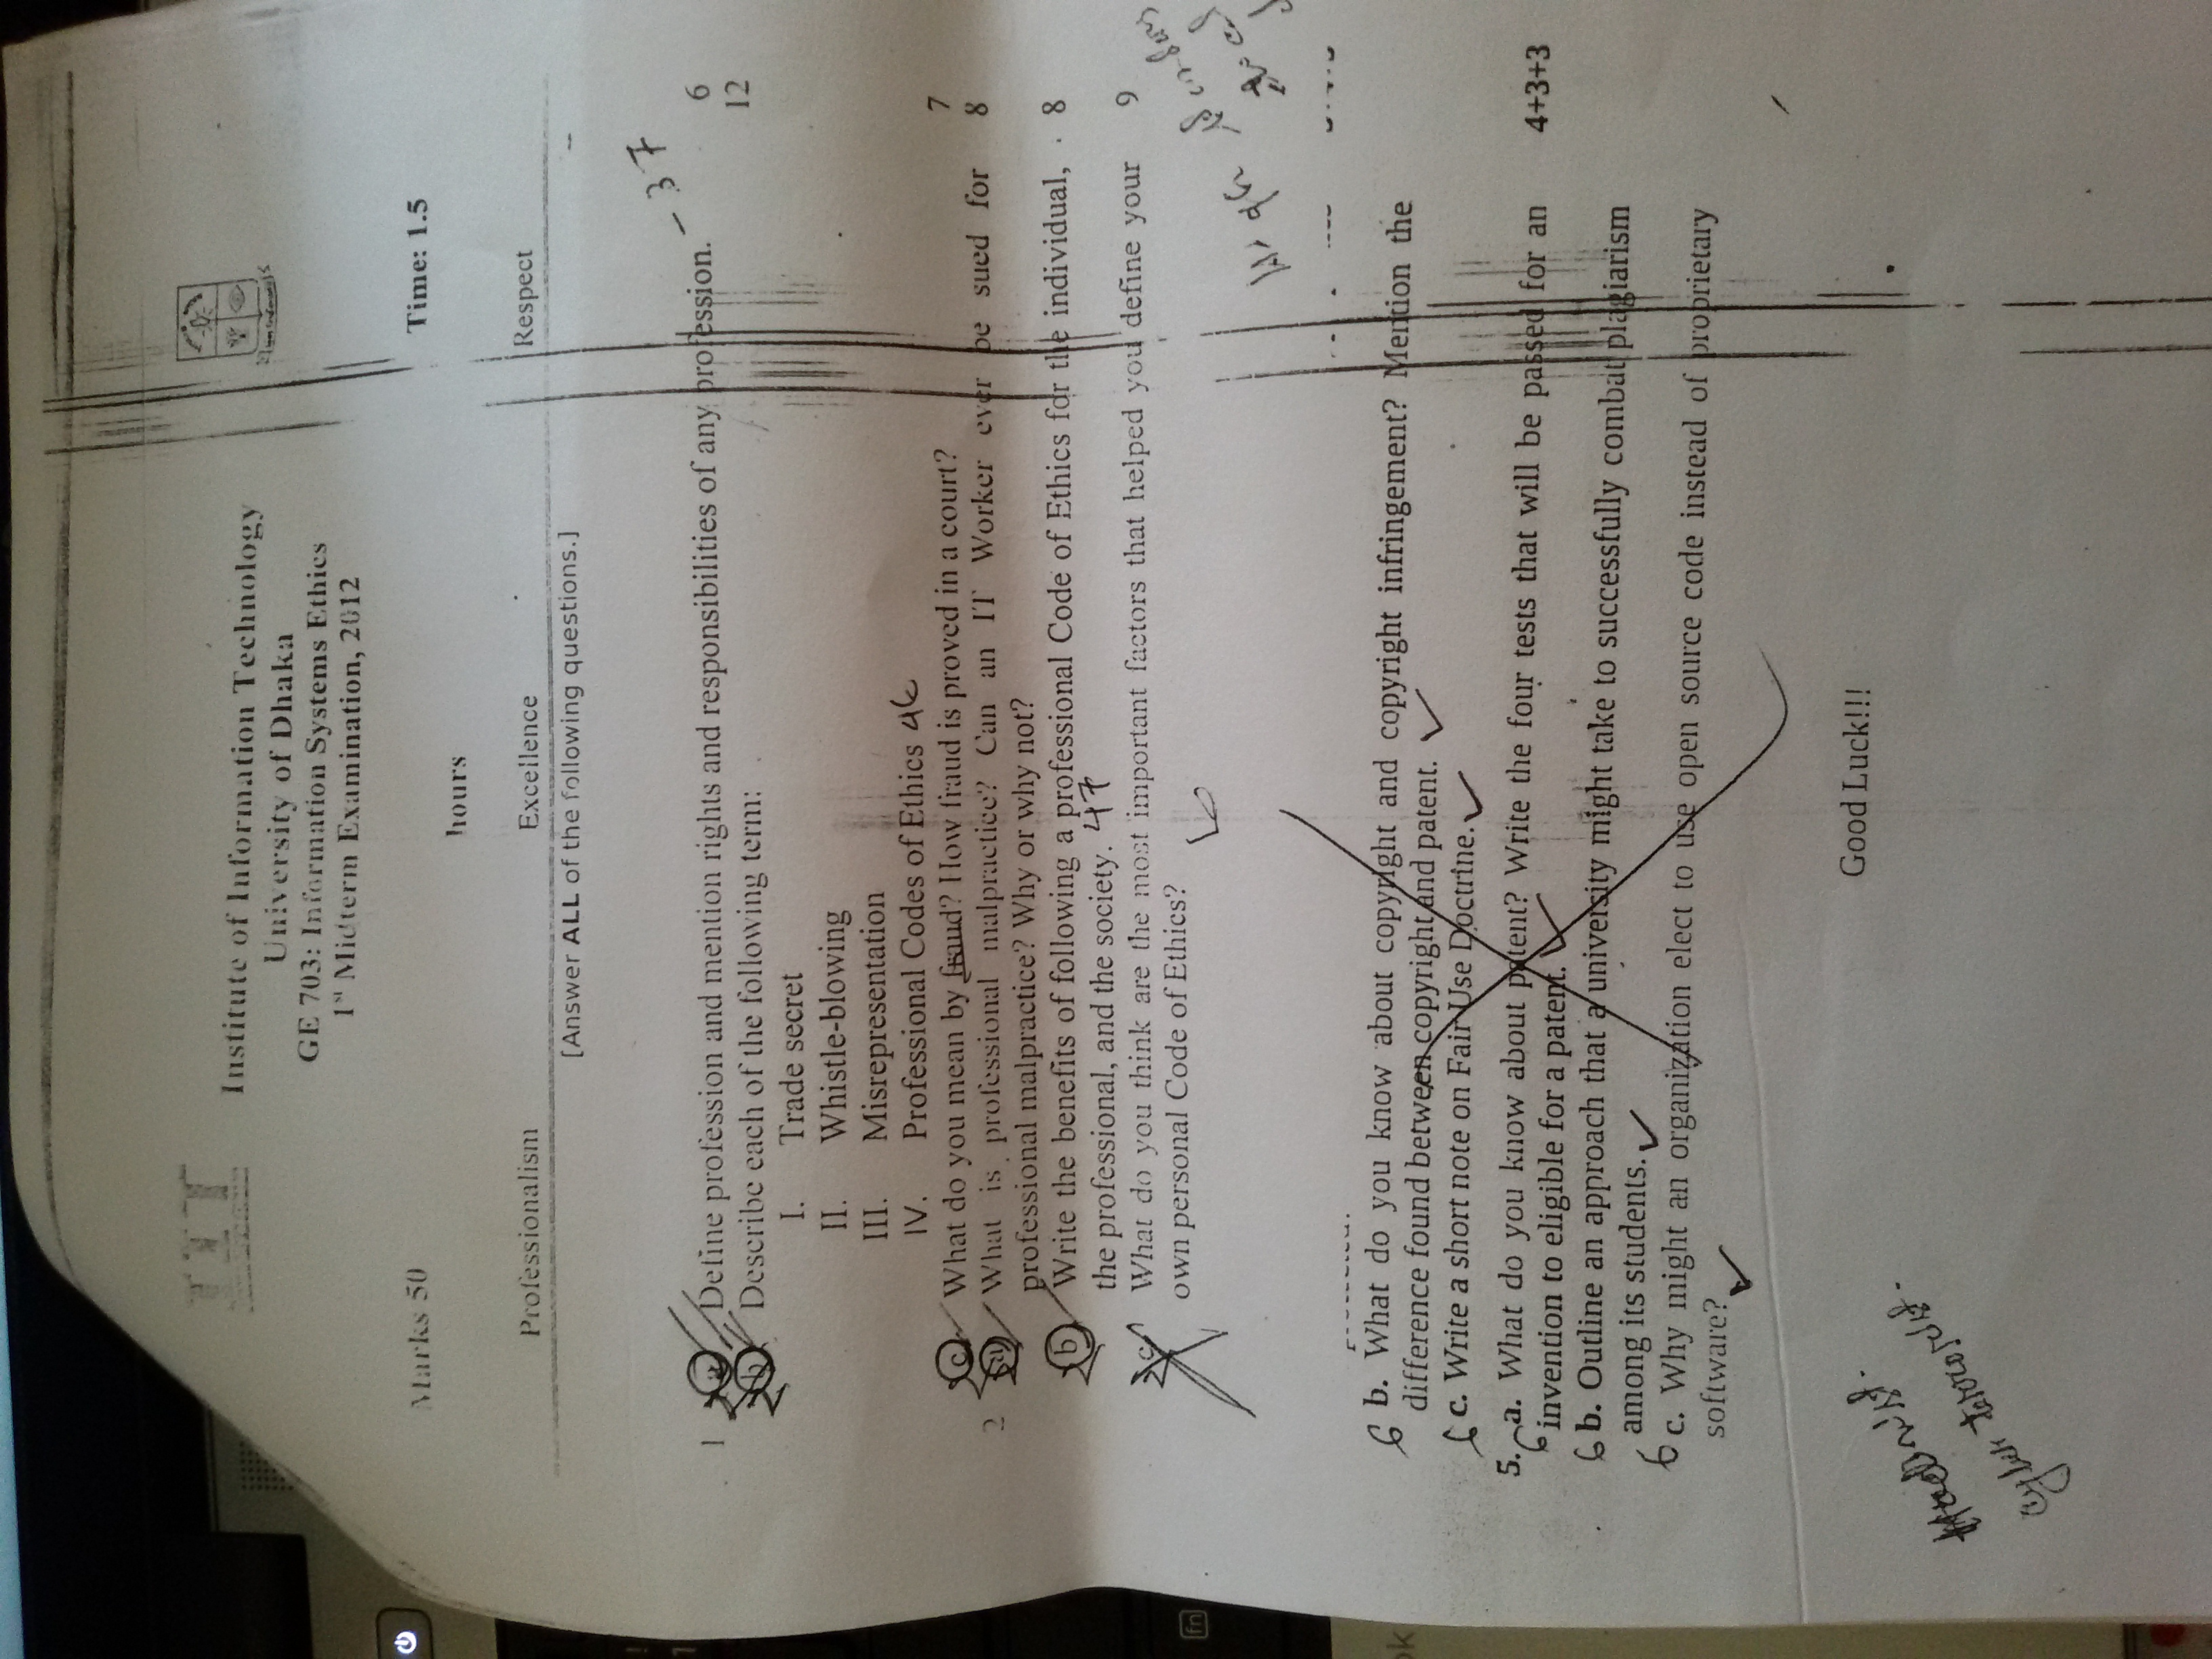 IIT
Institute of Information Technology
University of Dhaka
GE 703: Information Systems Ethics
1st Midterm Examination, 2012
Marks 50 Time: 1.5
hours
Professionalism Excellence Respect
[Answer ALL of the following questions.]
- 37
1 a Define profession and mention rights and responsibilities of any profession. 6
b Describe each of the following term: 12
I. Trade secret
II. Whistle-blowing
III. Misrepresentation
IV. Professional Codes of Ethics 46
c What do you mean by fraud? How fraud is proved in a court? 7
2 a What is professional malpractice? Can an IT Worker ever be sued for 8
professional malpractice? Why or why not?
b Write the benefits of following a professional Code of Ethics for the individual, 8
the professional, and the society. 47
c What do you think are the most important factors that helped you define your 9
own personal Code of Ethics?
6 b. What do you know about copyright and copyright infringement? Mention the
difference found between copyright and patent.
6 c. Write a short note on Fair Use Doctrine.
5. 6 a. What do you know about patent? Write the four tests that will be passed for an 4+3+3
invention to eligible for a patent.
6 b. Outline an approach that a university might take to successfully combat plagiarism
among its students.
6 c. Why might an organization elect to use open source code instead of proprietary
software?
Good Luck!!!
Cyber terrorist.
fn